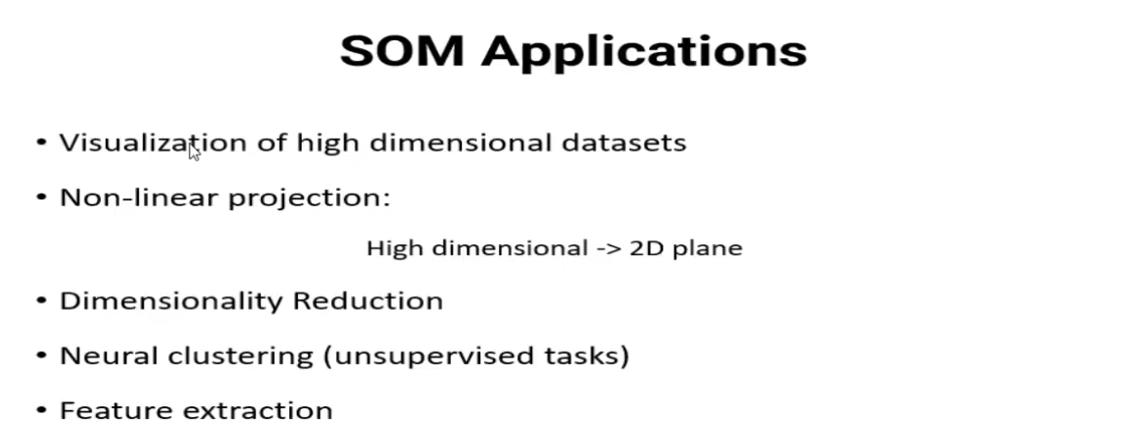 SOM Applications
• Visualization of high dimensional datasets
• Non-linear projection:
High dimensional -> 2D plane
• Dimensionality Reduction
• Neural clustering (unsupervised tasks)
• Feature extraction